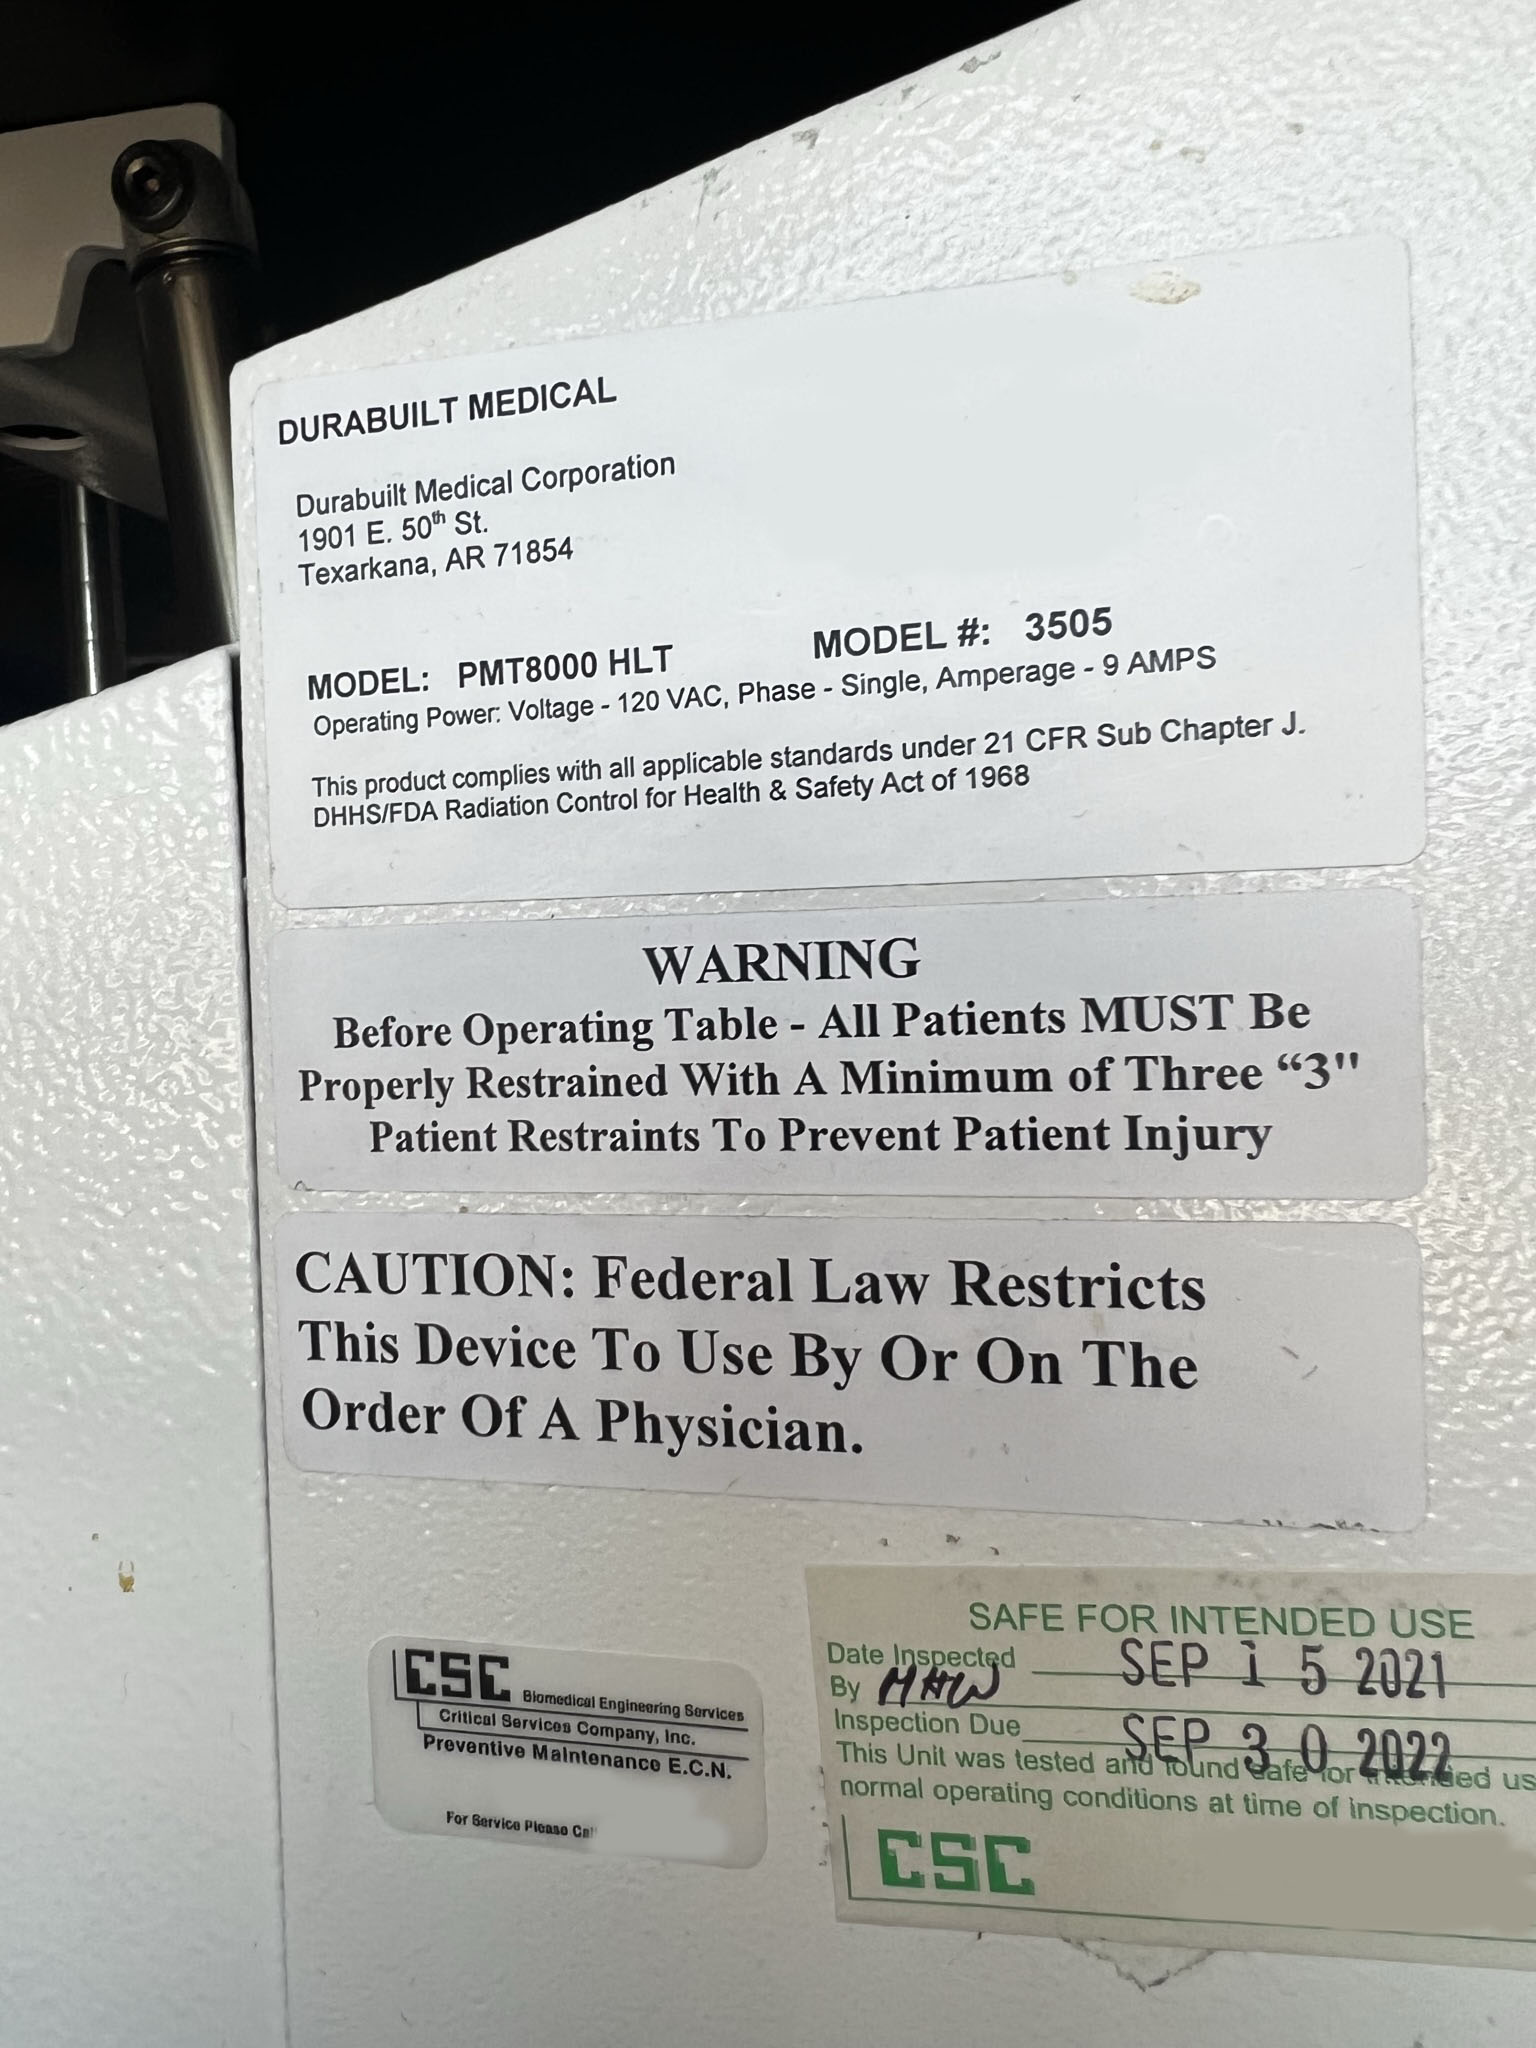 DURABUILT MEDICAL
Durabuilt Medical Corporation
1901 E. 50th St.
Texarkana, AR 71854
MODEL: PMT8000 HLT MODEL #: 3505
Operating Power: Voltage - 120 VAC, Phase - Single, Amperage - 9 AMPS
This product complies with all applicable standards under 21 CFR Sub Chapter J.
DHHS/FDA Radiation Control for Health & Safety Act of 1968
WARNING
Before Operating Table - All Patients MUST Be
Properly Restrained With A Minimum of Three “3"
Patient Restraints To Prevent Patient Injury
CAUTION: Federal Law Restricts
This Device To Use By Or On The
Order Of A Physician.
CSC Biomedical Engineering Services
Critical Services Company, Inc.
Preventive Maintenance E.C.N.
For Service Please
SAFE FOR INTENDED USE
Date Inspected SEP 15 2021
By MHW
Inspection Due SEP 30 2022
This Unit was tested and found safe for intended
normal operating conditions at time of inspection.
CSC